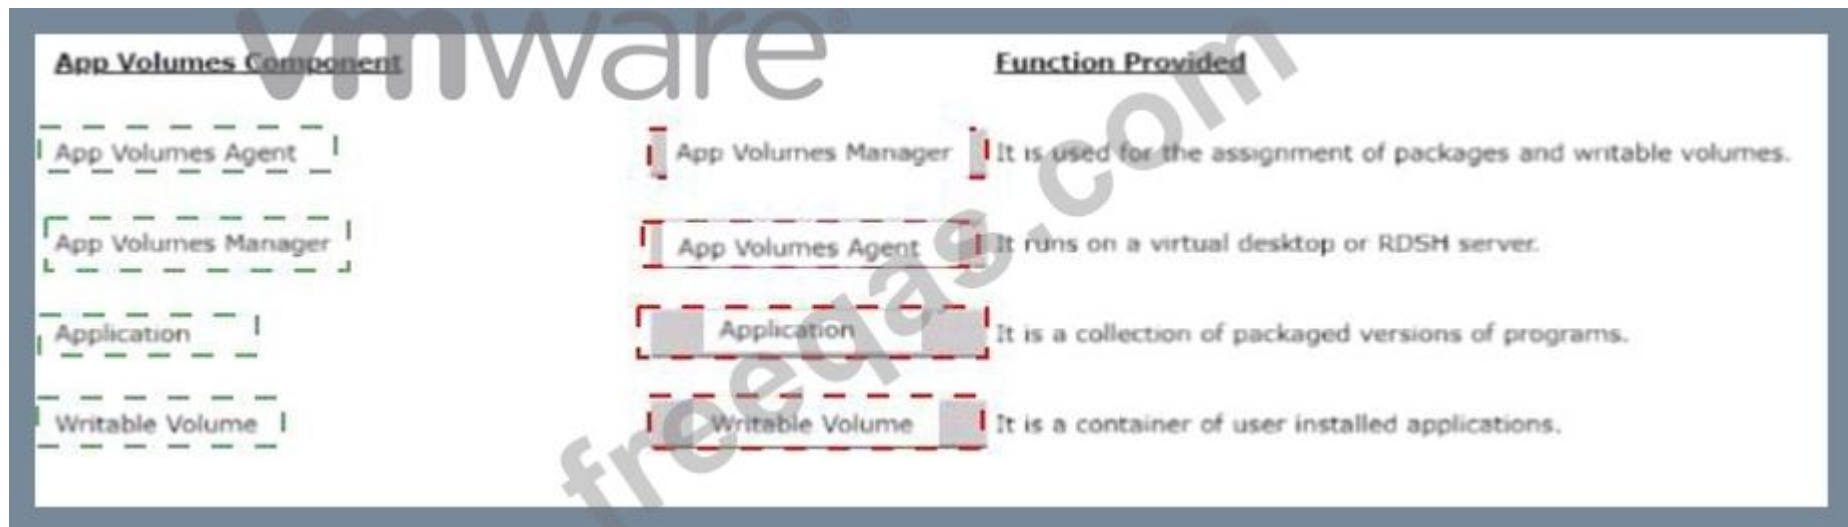 vmware®
App Volumes Component Function Provided
App Volumes Agent App Volumes Manager It is used for the assignment of packages and writable volumes.
App Volumes Manager App Volumes Agent It runs on a virtual desktop or RDSH server.
Application Application It is a collection of packaged versions of programs.
Writable Volume Writable Volume It is a container of user installed applications.
freeqas.com